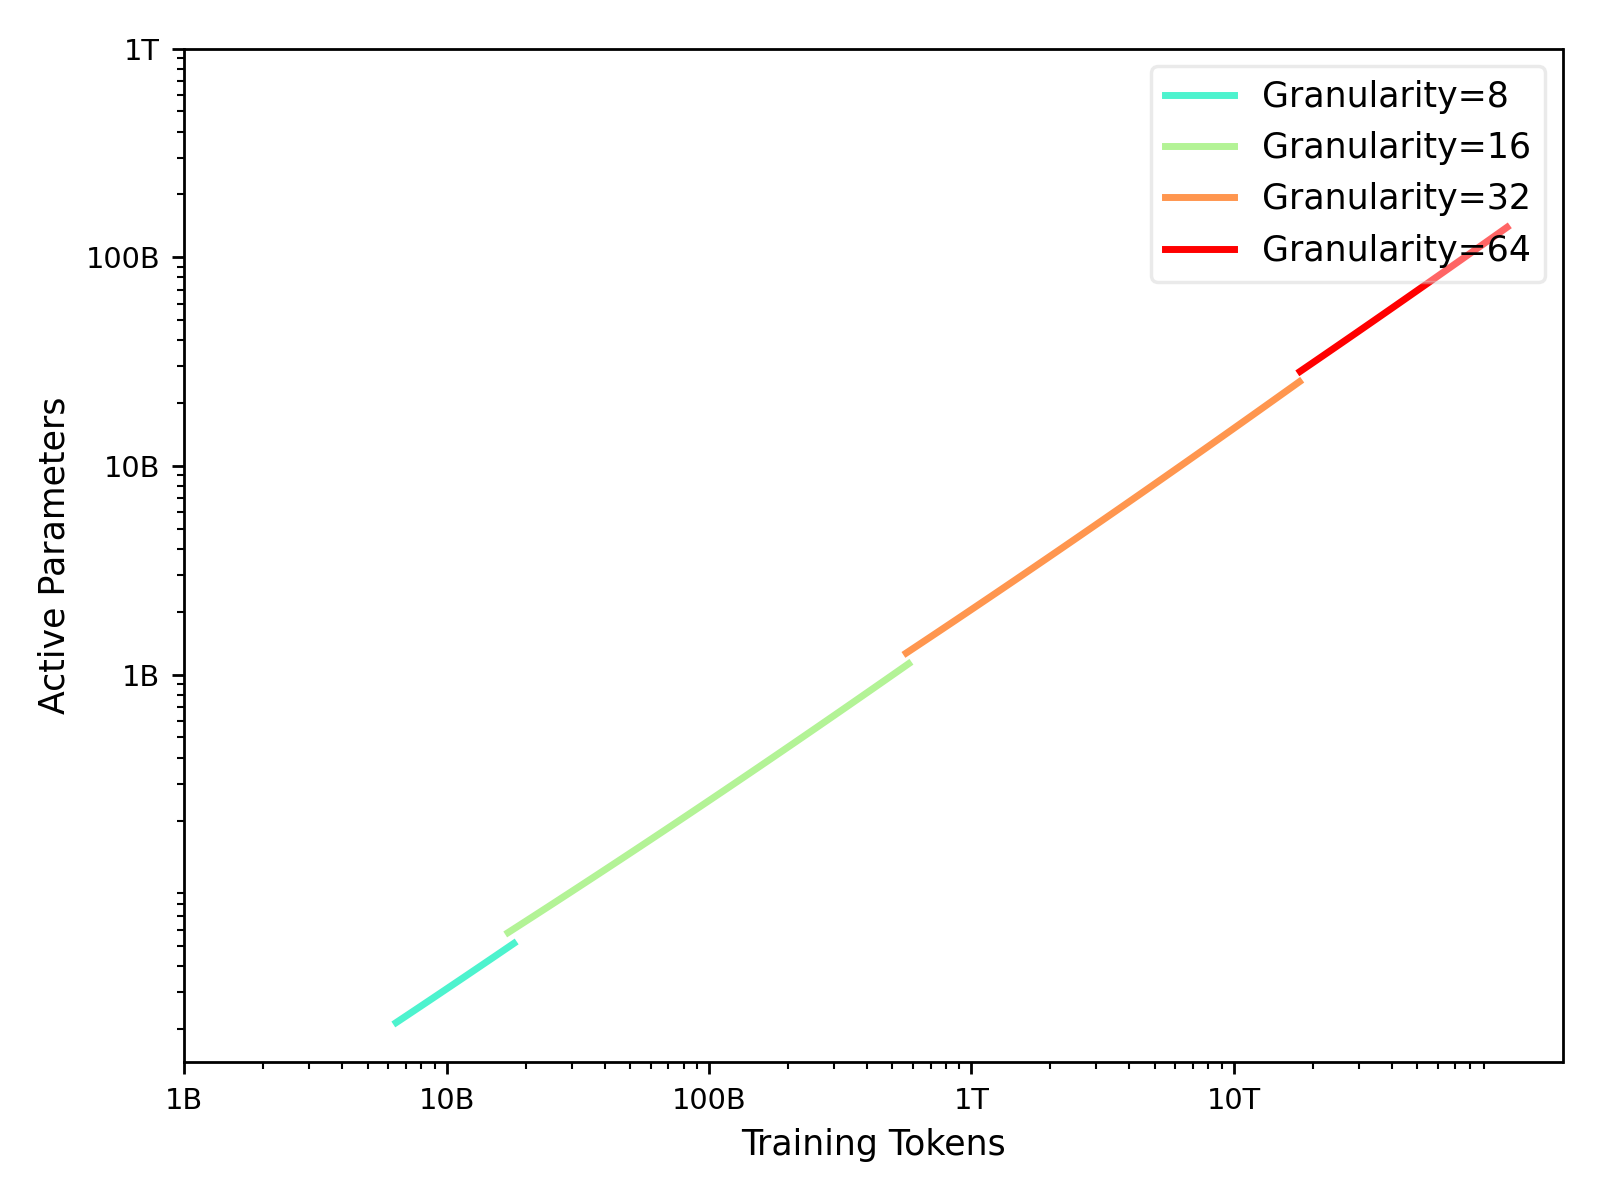 1T
100B
10B
1B
Active Parameters
Granularity=8
Granularity=16
Granularity=32
Granularity=64
1B
10B
100B
1T
10T
Training Tokens